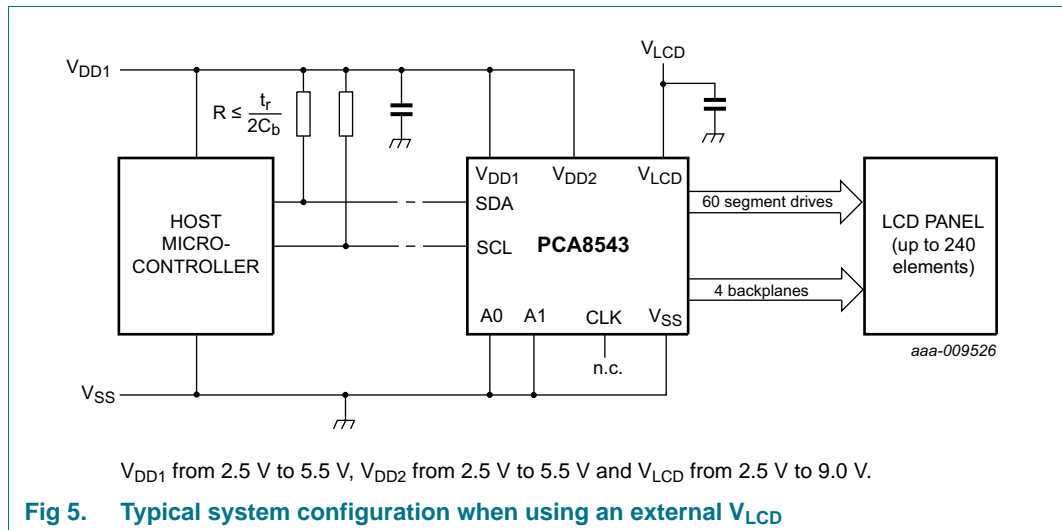 VLCD
VDD1
R ≤ tr
2Cb
VDD1 VDD2 VLCD
SDA
SCL
PCA8543
A0 A1 CLK VSS
HOST
MICRO-
CONTROLLER
60 segment drives
4 backplanes
LCD PANEL
(up to 240
elements)
n.c.
aaa-009526
VSS
VDD1 from 2.5 V to 5.5 V, VDD2 from 2.5 V to 5.5 V and VLCD from 2.5 V to 9.0 V.
Fig 5. Typical system configuration when using an external VLCD